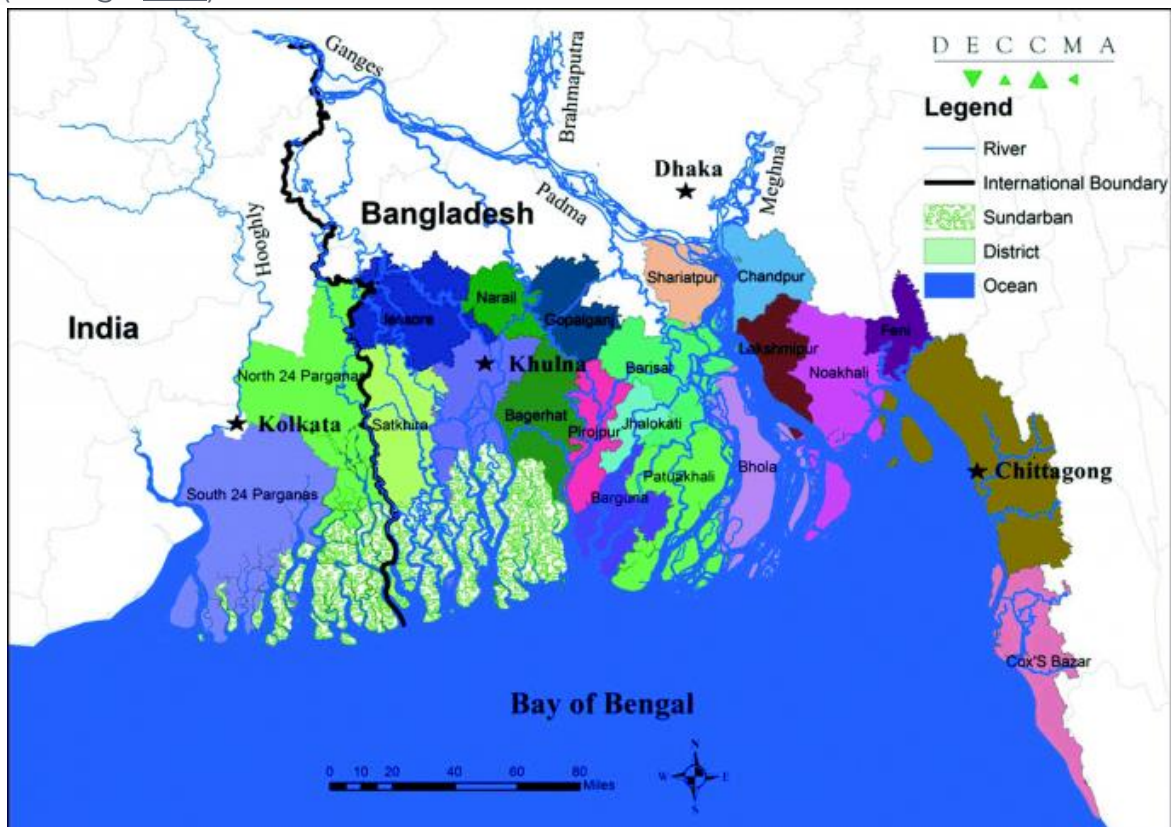 Ganges
Brahmaputra
Padma
Meghna
Hooghly
Dhaka
Bangladesh
India
D E C C M A
Legend
River
International Boundary
Sundarban
District
Ocean
Shariatpur
Chandpur
Jessore
Narail
Gopalganj
Lakshmipur
Feni
Noakhali
Khulna
Barisal
North 24 Parganas
Kolkata
Satkhira
Bagerhat
Pirojpur
Jhalokati
Patuakhali
Bhola
Barguna
South 24 Parganas
Chittagong
Cox'S Bazar
Bay of Bengal
0 10 20 40 60 80
Miles
N
W E
S